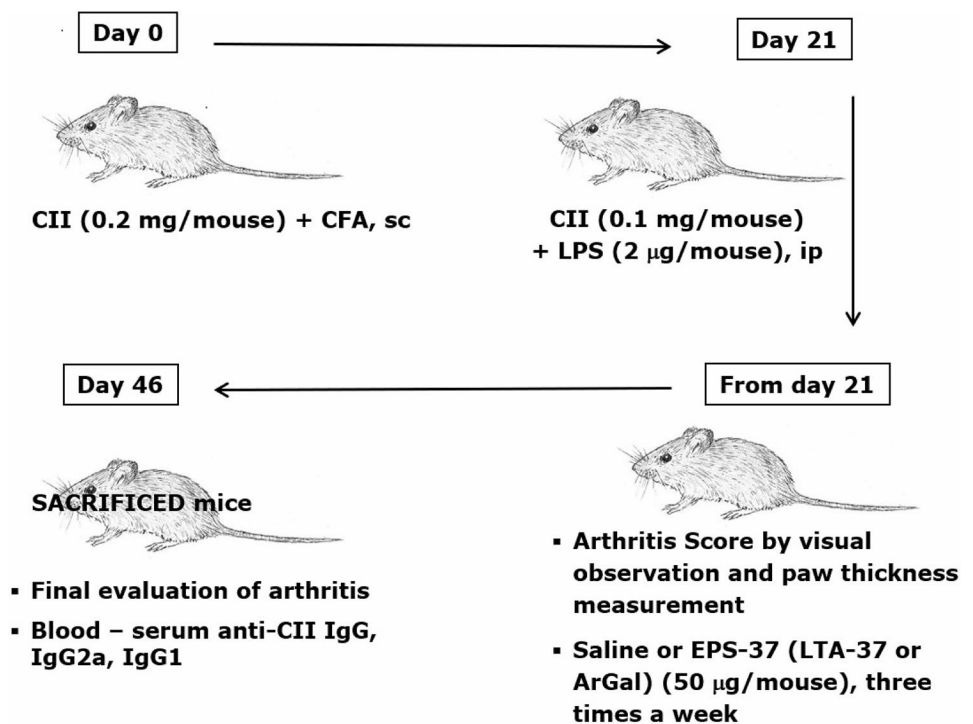 Day 0
Day 21
CII (0.2 mg/mouse) + CFA, sc
CII (0.1 mg/mouse)
+ LPS (2 μg/mouse), ip
From day 21
▪ Arthritis Score by visual
observation and paw thickness
measurement
▪ Saline or EPS-37 (LTA-37 or
ArGal) (50 μg/mouse), three
times a week
Day 46
SACRIFICED mice
▪ Final evaluation of arthritis
▪ Blood – serum anti-CII IgG,
IgG2a, IgG1